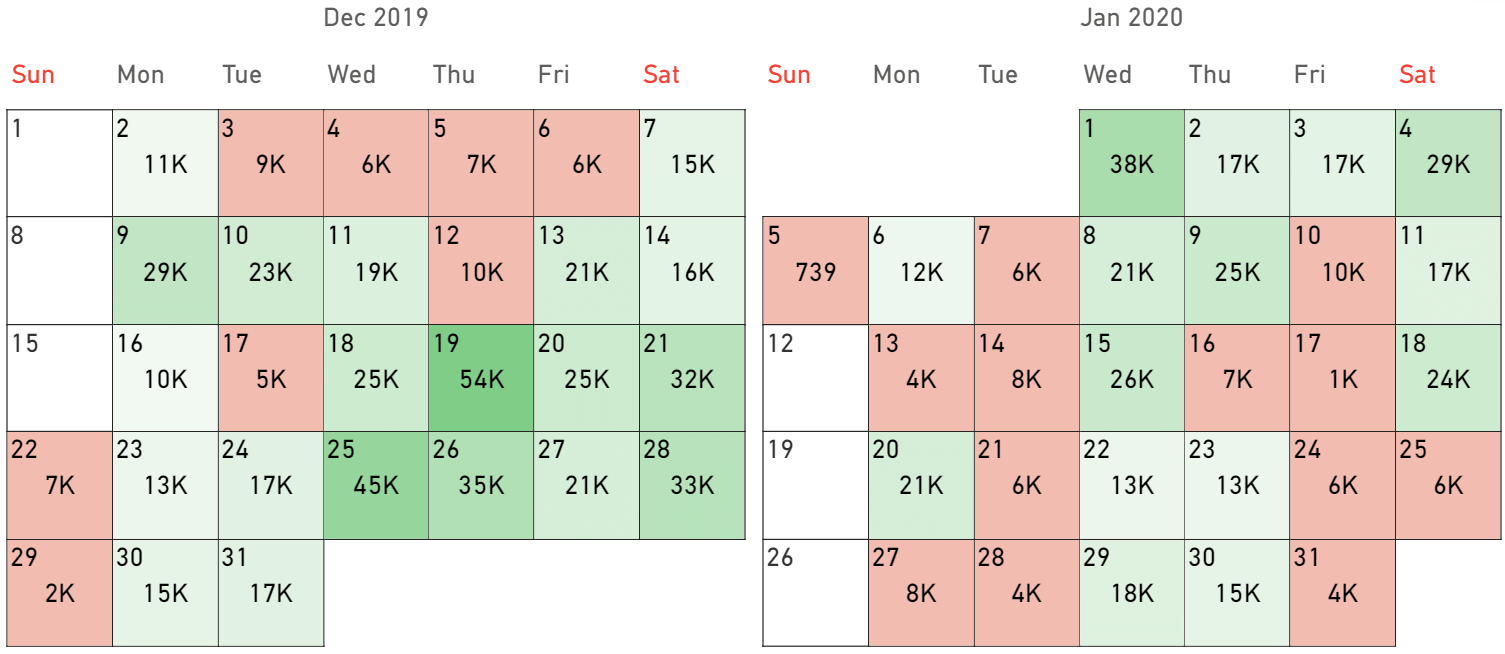 Dec 2019
Sun Mon Tue Wed Thu Fri Sat
1 2 3 4 5 6 7
11K 9K 6K 7K 6K 15K
8 9 10 11 12 13 14
29K 23K 19K 10K 21K 16K
15 16 17 18 19 20 21
10K 5K 25K 54K 25K 32K
22 23 24 25 26 27 28
7K 13K 17K 45K 35K 21K 33K
29 30 31
2K 15K 17K
Jan 2020
Sun Mon Tue Wed Thu Fri Sat
1 2 3 4
38K 17K 17K 29K
5 6 7 8 9 10 11
739 12K 6K 21K 25K 10K 17K
12 13 14 15 16 17 18
4K 8K 26K 7K 1K 24K
19 20 21 22 23 24 25
21K 6K 13K 13K 6K 6K
26 27 28 29 30 31
8K 4K 18K 15K 4K